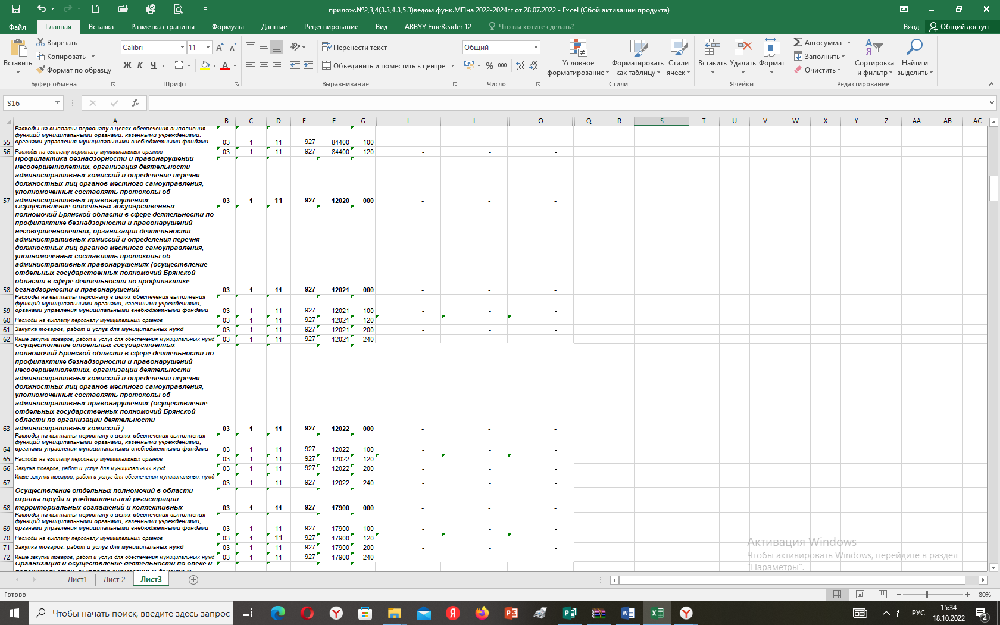 прилож.№2,3,4(3.3,4.3,5.3)ведом.функ.МПна 2022-2024гг от 28.07.2022 - Excel (Сбой активации продукта)
Файл Главная Вставка Разметка страницы Формулы Данные Рецензирование Вид ABBYY FineReader 12 Что вы хотите сделать? Вход Общий доступ
Вставить
Вырезать
Копировать
Формат по образцу
Буфер обмена
Calibri 11
Ж К Ч
Шрифт
Перенести текст
Объединить и поместить в центре
Выравнивание
Общий
% 000
Число
Условное форматирование
Форматировать как таблицу
Стили ячеек
Стили
Вставить Удалить Формат
Ячейки
Автосумма
Заполнить
Очистить
Сортировка и фильтр
Найти и выделить
Редактирование
S16 fx
A B C D E F G I L O Q R S T U V W X Y Z AA AB AC
Расходы на выплаты персоналу в целях обеспечения выполнения
функций муниципальными органами, казенными учреждениями,
55 органами управления муниципальными внебюджетными фондами 03 1 11 927 84400 100 - - -
56 Расходы на выплату персоналу муниципальных органов 03 1 11 927 84400 120 - - -
Профилактика безнадзорности и правонарушений
несовершеннолетних, организация деятельности
административных комиссий и определение перечня
должностных лиц органов местного самоуправления,
уполномоченных составлять протоколы об
57 административных правонарушениях 03 1 11 927 12020 000 - - -
Осуществление отдельных государственных
полномочий Брянской области в сфере деятельности по
профилактике безнадзорности и правонарушений
несовершеннолетних, организации деятельности
административных комиссий и определения перечня
должностных лиц органов местного самоуправления,
уполномоченных составлять протоколы об
административных правонарушениях (осуществление
отдельных государственных полномочий Брянской
области в сфере деятельности по профилактике
58 безнадзорности и правонарушений 03 1 11 927 12021 000 - - -
Расходы на выплаты персоналу в целях обеспечения выполнения
функций муниципальными органами, казенными учреждениями,
59 органами управления муниципальными внебюджетными фондами 03 1 11 927 12021 100 - - -
60 Расходы на выплату персоналу муниципальных органов 03 1 11 927 12021 120 - - -
61 Закупка товаров, работ и услуг для муниципальных нужд 03 1 11 927 12021 200 - - -
62 Иные закупки товаров, работ и услуг для обеспечения муниципальных нужд 03 1 11 927 12021 240 - - -
Осуществление отдельных государственных
полномочий Брянской области в сфере деятельности по
профилактике безнадзорности и правонарушений
несовершеннолетних, организации деятельности
административных комиссий и определения перечня
должностных лиц органов местного самоуправления,
уполномоченных составлять протоколы об
административных правонарушениях (осуществление
отдельных государственных полномочий Брянской
области по организации деятельности
63 административных комиссий ) 03 1 11 927 12022 000 - - -
Расходы на выплаты персоналу в целях обеспечения выполнения
функций муниципальными органами, казенными учреждениями,
64 органами управления муниципальными внебюджетными фондами 03 1 11 927 12022 100 - - -
65 Расходы на выплату персоналу муниципальных органов 03 1 11 927 12022 120 - - -
66 Закупка товаров, работ и услуг для муниципальных нужд 03 1 11 927 12022 200 - - -
Иные закупки товаров, работ и услуг для обеспечения муниципальных нужд
67 03 1 11 927 12022 240 - - -
Осуществление отдельных полномочий в области
охраны труда и уведомительной регистрации
68 территориальных соглашений и коллективных 03 1 11 927 17900 000 - - -
Расходы на выплаты персоналу в целях обеспечения выполнения
функций муниципальными органами, казенными учреждениями,
69 органами управления муниципальными внебюджетными фондами 03 1 11 927 17900 100 - - -
70 Расходы на выплату персоналу муниципальных органов 03 1 11 927 17900 120 - - -
71 Закупка товаров, работ и услуг для муниципальных нужд 03 1 11 927 17900 200 - - -
72 Иные закупки товаров, работ и услуг для обеспечения муниципальных нужд 03 1 11 927 17900 240 - - -
Организация и осуществление деятельности по опеке и
Активация Windows
Чтобы активировать Windows, перейдите в раздел
"Параметры".
Лист1 Лист 2 Лист3
Готово 80%
Чтобы начать поиск, введите здесь запрос
РУС
15:34
18.10.2022
2